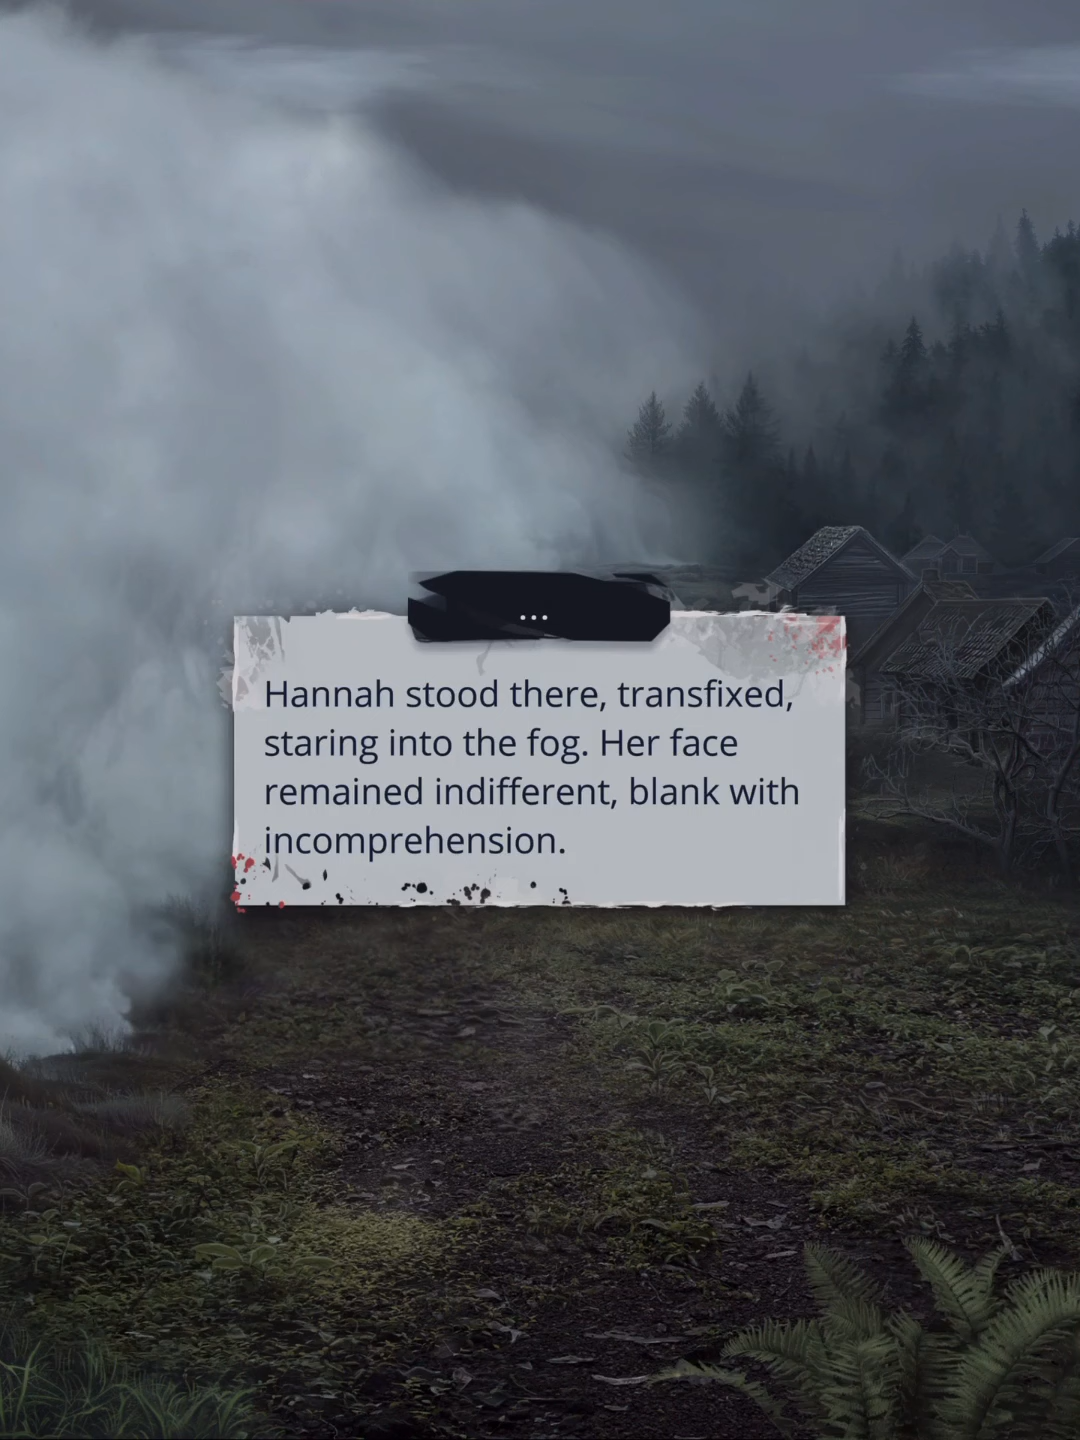 ...
Hannah stood there, transfixed,
staring into the fog. Her face
remained indifferent, blank with
incomprehension.